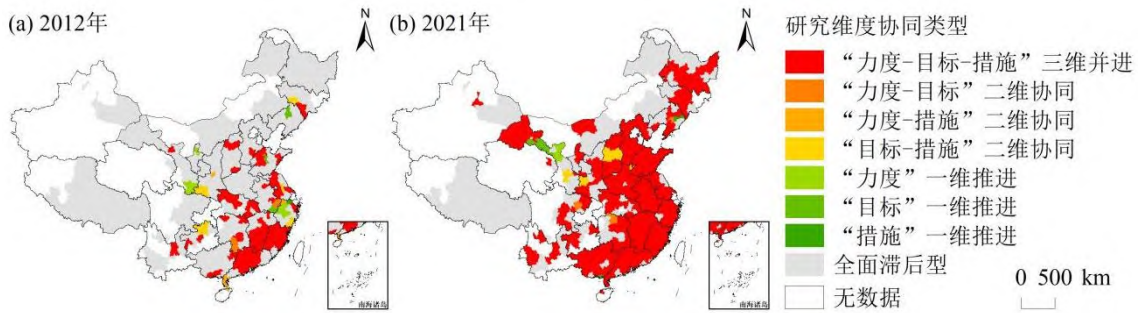 (a) 2012年
N
(b) 2021年
N
研究维度协同类型
“力度-目标-措施”三维并进
“力度-目标”二维协同
“力度-措施”二维协同
“目标-措施”二维协同
“力度”一维推进
“目标”一维推进
“措施”一维推进
全面滞后型
无数据
0 500 km
南海诸岛
南海诸岛